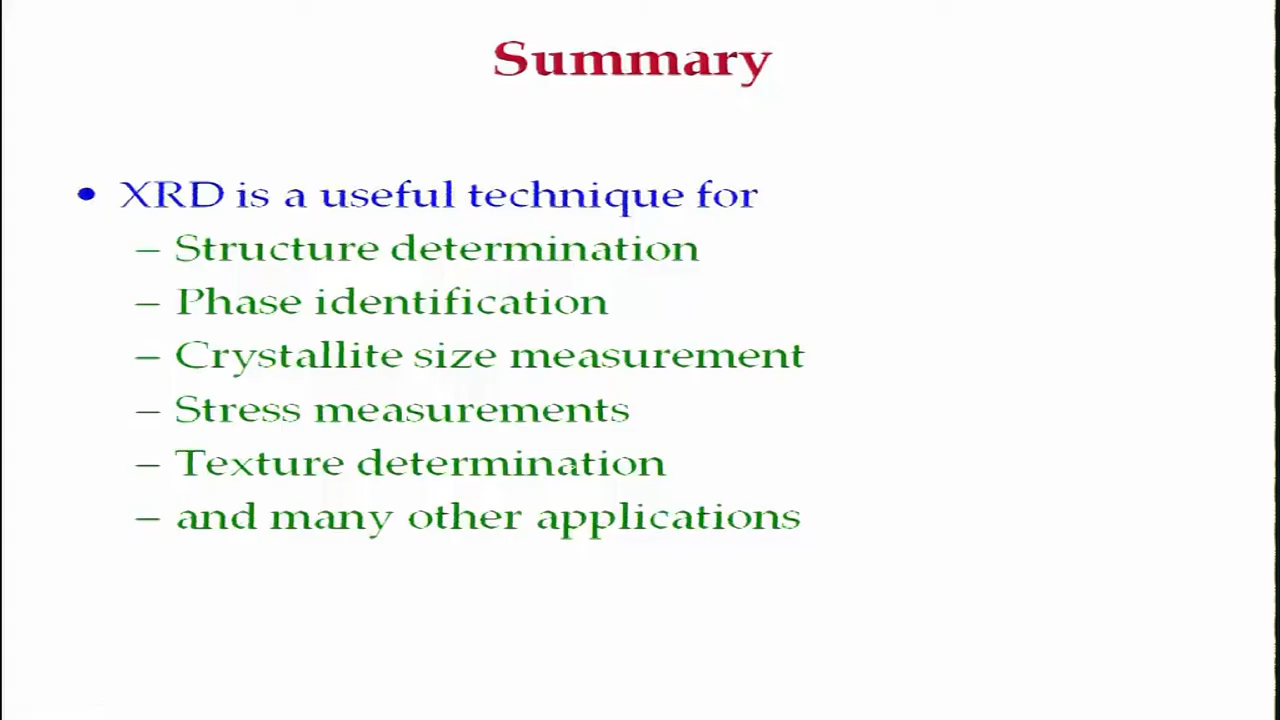 Summary
• XRD is a useful technique for
– Structure determination
– Phase identification
– Crystallite size measurement
– Stress measurements
– Texture determination
– and many other applications